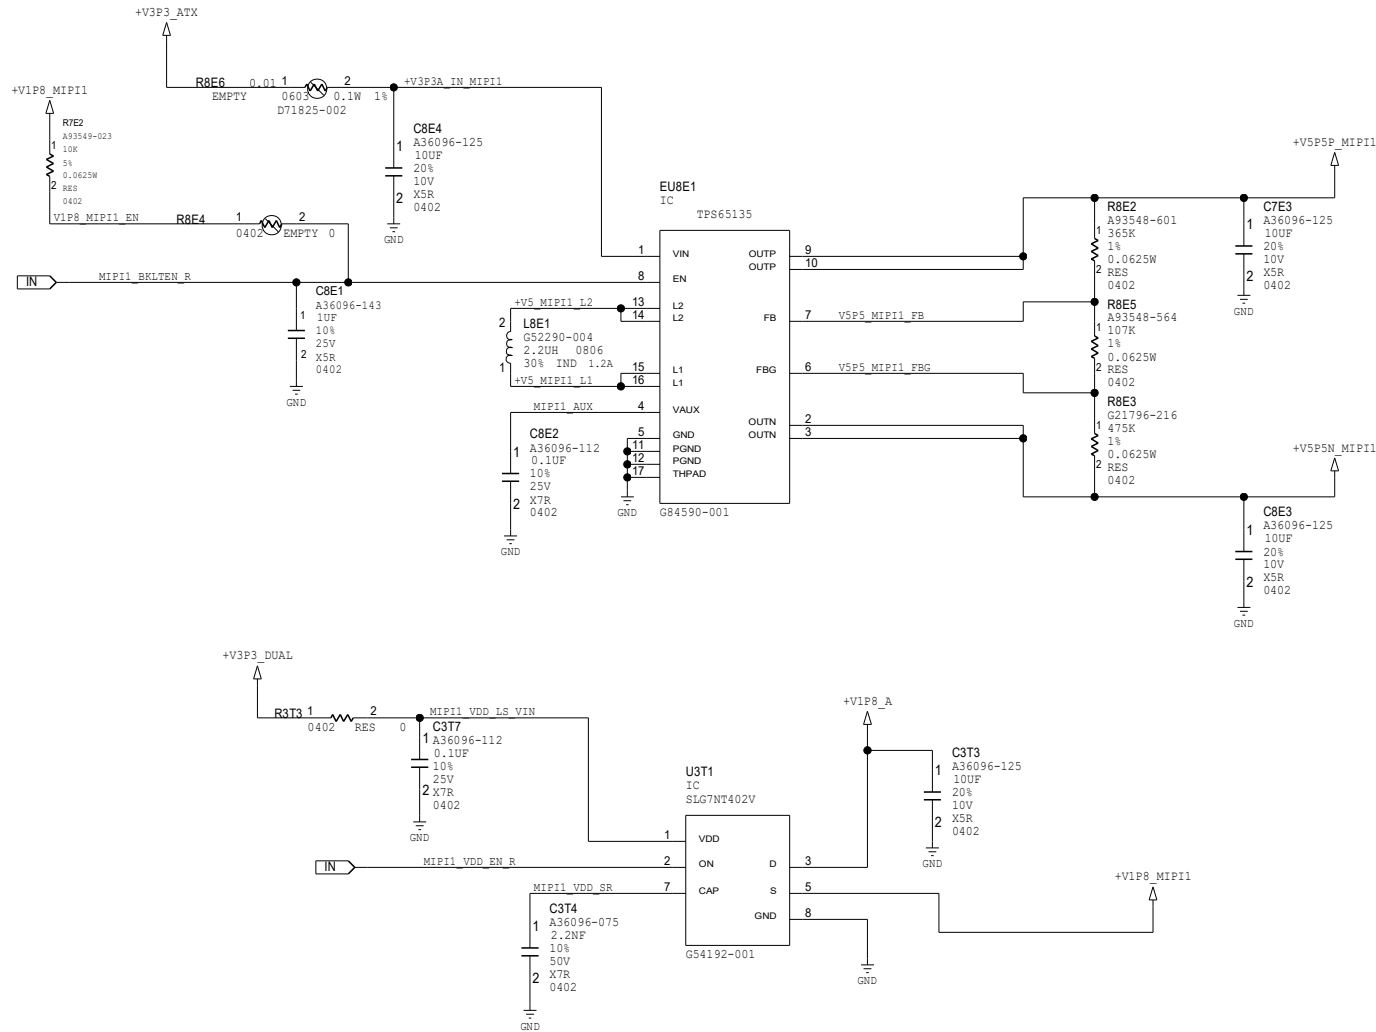 +V3P3_ATX
R8E6 0.01 1 2 +V3P3A_IN_MIPI1
EMPTY 0603 0.1W 1%
D71825-002
+V1P8_MIPI1
R7E2
A93549-023
1 10K
5%
0.0625W
2 RES
0402
C8E4
A36096-125
1 10UF
20%
10V
2 X5R
0402
GND
V1P8_MIPI1_EN R8E4 1 2
0402 EMPTY 0
IN MIPI1_BKLTEN_R
C8E1
A36096-143
1 1UF
10%
25V
2 X5R
0402
GND
EU8E1
IC
TPS65135
1 VIN
8 EN
+V5_MIPI1_L2 13 L2
14 L2
2 L8E1
G52290-004
2.2UH 0806
1 30% IND 1.2A
15 L1
+V5_MIPI1_L1 16 L1
MIPI1_AUX 4 VAUX
5 GND
11 PGND
12 PGND
17 THPAD
GND
G84590-001
C8E2
1 A36096-112
0.1UF
10%
25V
2 X7R
0402
GND
OUTP 9
OUTP 10
FB 7 V5P5_MIPI1_FB
FBG 6 V5P5_MIPI1_FBG
OUTN 2
OUTN 3
+V5P5P_MIPI1
R8E2
A93548-601
1 365K
1%
0.0625W
2 RES
0402
C7E3
1 A36096-125
10UF
20%
10V
2 X5R
0402
GND
R8E5
A93548-564
1 107K
1%
0.0625W
2 RES
0402
R8E3
G21796-216
1 475K
1%
0.0625W
2 RES
0402
+V5P5N_MIPI1
C8E3
1 A36096-125
10UF
20%
10V
2 X5R
0402
GND
+V3P3_DUAL
R3T3 1 2 MIPI1_VDD_LS_VIN
0402 RES 0
C3T7
1 A36096-112
0.1UF
10%
25V
2 X7R
0402
GND
U3T1
IC
SLG7NT402V
1 VDD
IN MIPI1_VDD_EN_R 2 ON
MIPI1_VDD_SR 7 CAP
D 3
S 5
GND 8
G54192-001
C3T4
1 A36096-075
2.2NF
10%
50V
2 X7R
0402
GND
+V1P8_A
C3T3
1 A36096-125
10UF
20%
10V
2 X5R
0402
GND
+V1P8_MIPI1
GND